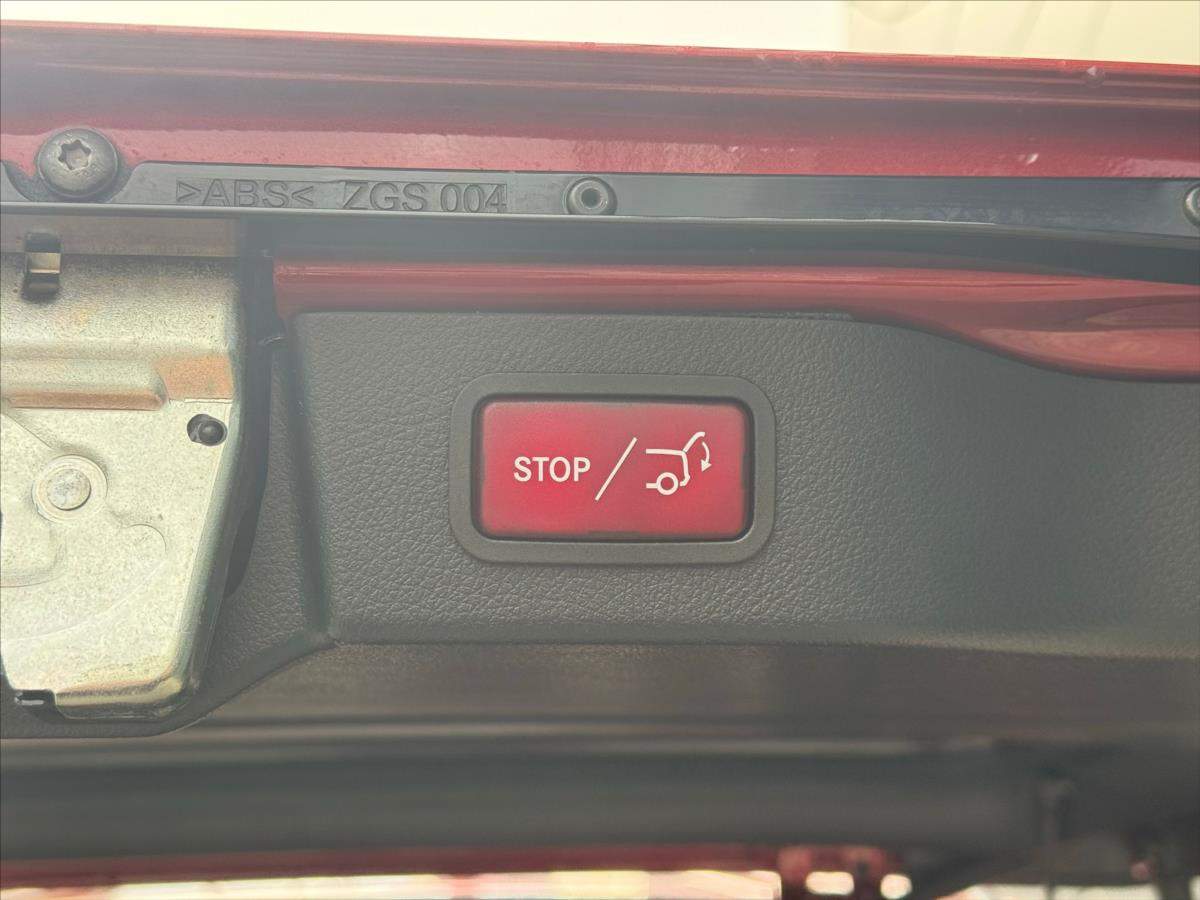 >ABS< ZGS 004
STOP /